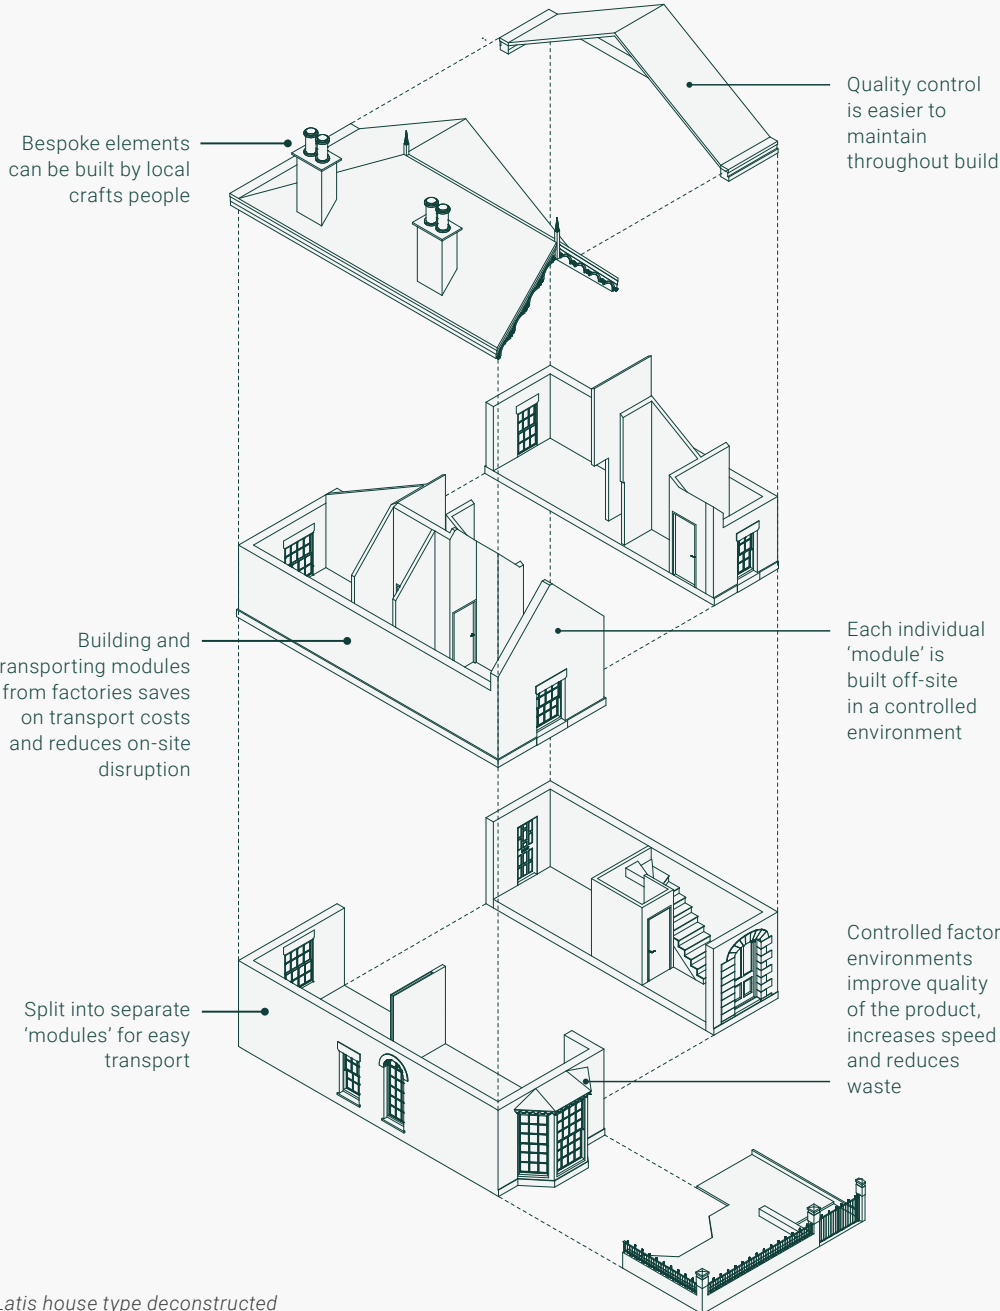 Quality control
is easier to
maintain
throughout build
Bespoke elements
can be built by local
crafts people
Building and
ransporting modules
from factories saves
on transport costs
and reduces on-site
disruption
Each individual
‘module’ is
built off-site
in a controlled
environment
Split into separate
‘modules’ for easy
transport
Controlled factor
environments
improve quality
of the product,
increases speed
and reduces
waste
Latis house type deconstructed